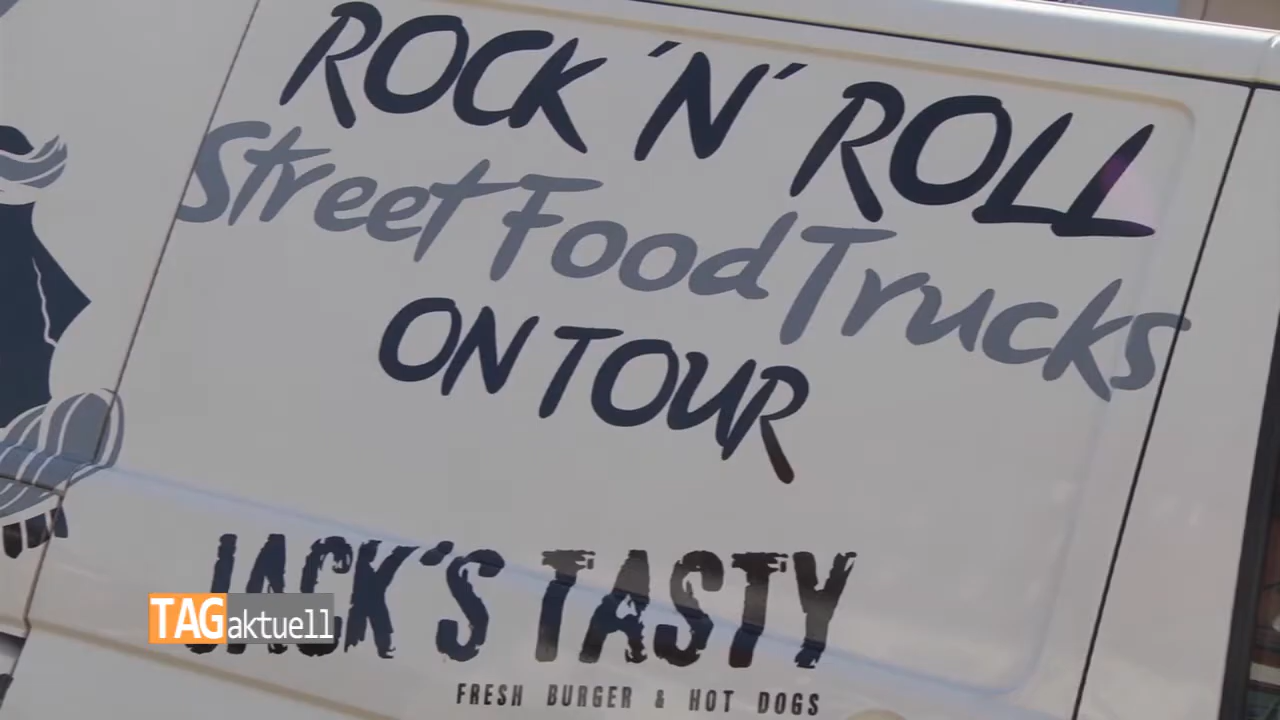 ROCK 'N' ROLL
Street Food Trucks
ON TOUR
JACK'S TASTY
TAGaktuell
FRESH BURGER & HOT DOGS